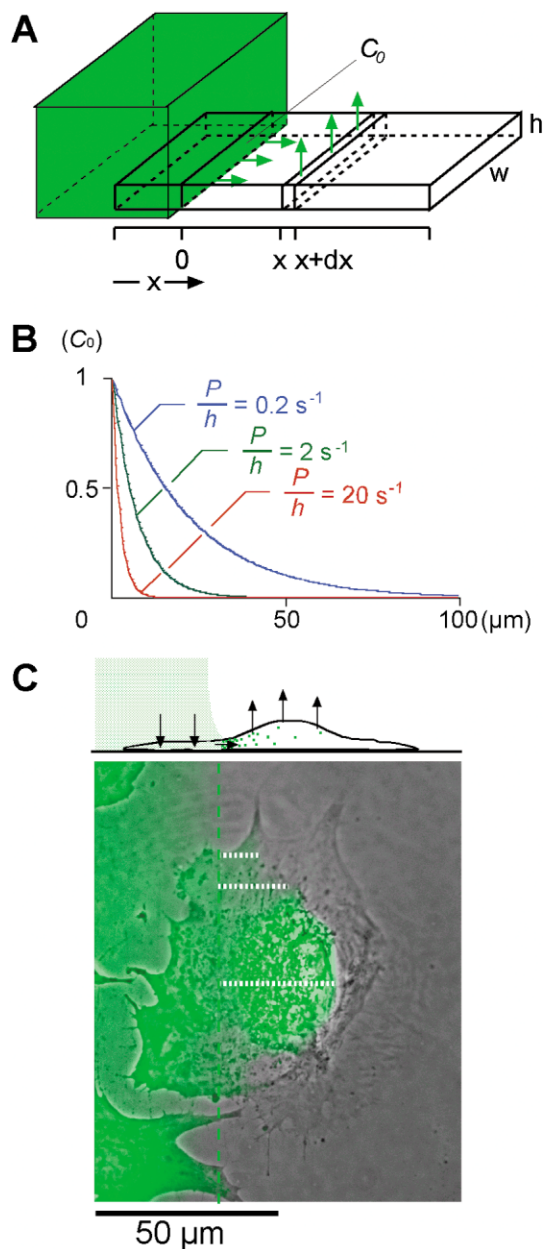 A
C₀
h
w
0
x x+dx
x
B
(C₀)
1
P/h = 0.2 s⁻¹
P/h = 2 s⁻¹
0.5
P/h = 20 s⁻¹
0 50 100 (μm)
C
50 μm